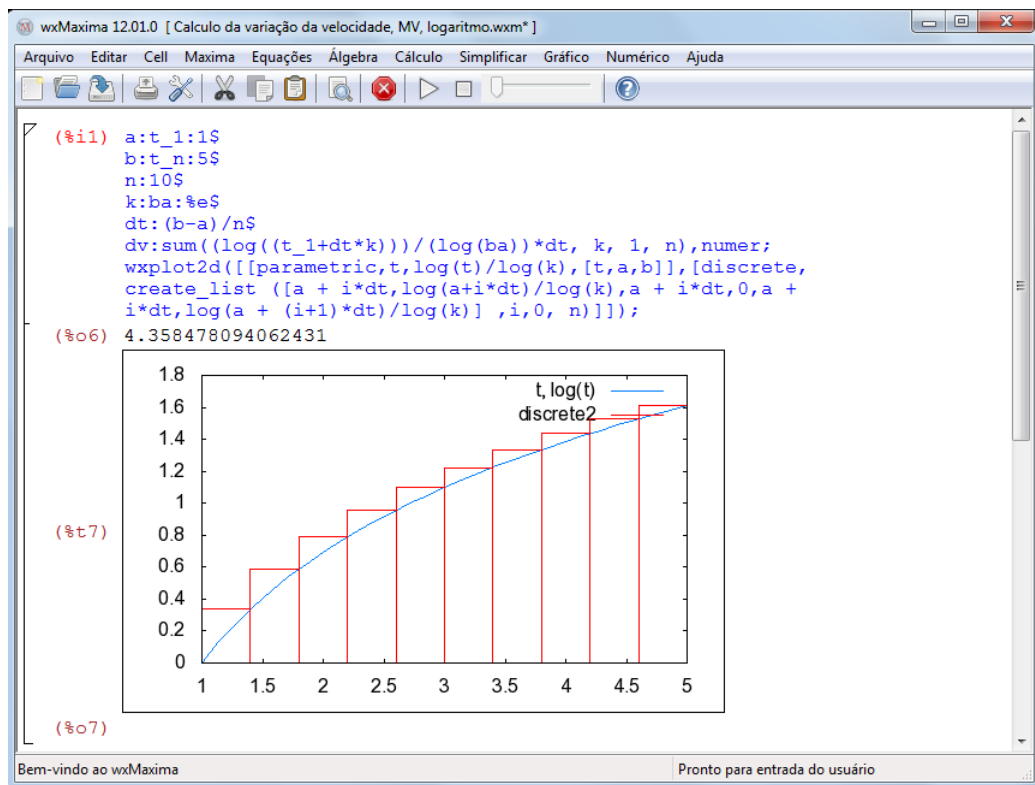 wxMaxima 12.01.0 [ Calculo da variação da velocidade, MV, logaritmo.wxm* ]
Arquivo Editar Cell Maxima Equações Álgebra Cálculo Simplificar Gráfico Numérico Ajuda
(%i1) a:t_1:1$
b:t_n:5$
n:10$
k:ba:%e$
dt:(b-a)/n$
dv:sum((log((t_1+dt*k)))/(log(ba))*dt, k, 1, n),numer;
wxplot2d([[parametric,t,log(t)/log(k),[t,a,b]],[discrete,
create_list ([a + i*dt,log(a+i*dt)/log(k),a + i*dt,0,a +
i*dt,log(a + (i+1)*dt)/log(k)] ,i,0, n)]]);
(%o6) 4.358478094062431
(%t7)
1.8
1.6
1.4
1.2
1
0.8
0.6
0.4
0.2
0
t, log(t)
discrete2
1 1.5 2 2.5 3 3.5 4 4.5 5
(%o7)
Bem-vindo ao wxMaxima Pronto para entrada do usuário